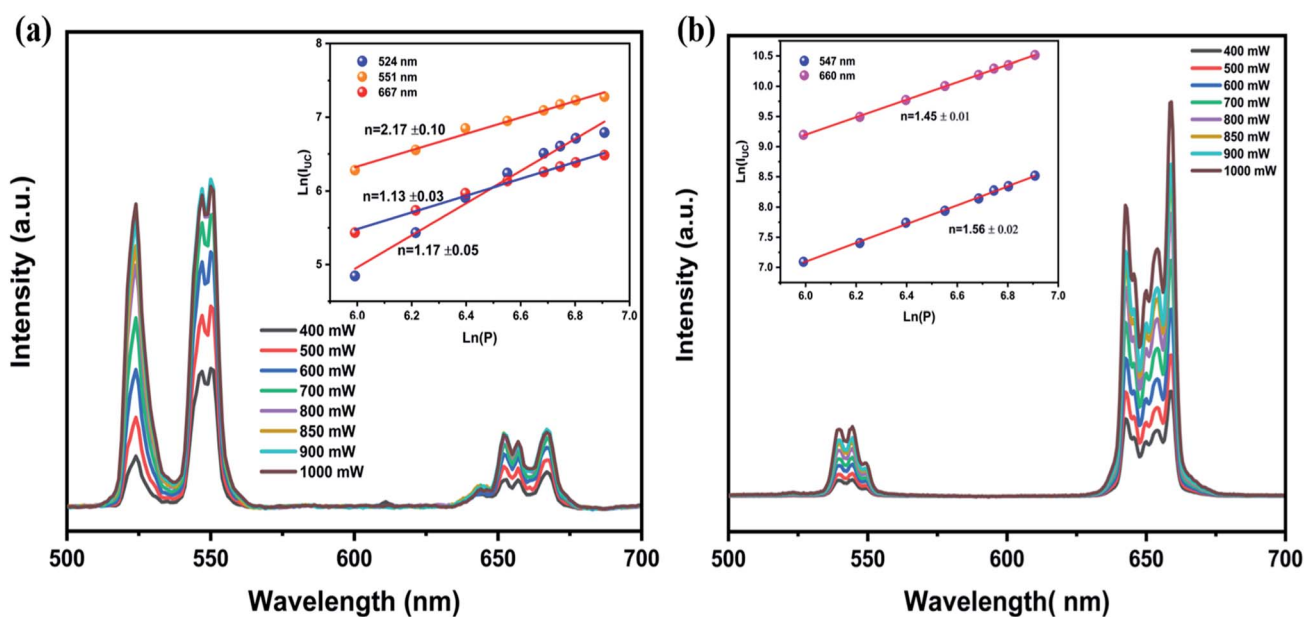 (a)
Intensity (a.u.)
Wavelength (nm)
500
550
600
650
700
400 mW
500 mW
600 mW
700 mW
800 mW
850 mW
900 mW
1000 mW
Ln(I_UC)
Ln(P)
8
7
6
5
6.0
6.2
6.4
6.6
6.8
7.0
524 nm
551 nm
667 nm
n=2.17 ±0.10
n=1.13 ±0.03
n=1.17 ±0.05
(b)
Intensity (a.u.)
Wavelength( nm)
500
550
600
650
700
400 mW
500 mW
600 mW
700 mW
800 mW
850 mW
900 mW
1000 mW
Ln(I_UC)
Ln(P)
10.5
10.0
9.5
9.0
8.5
8.0
7.5
7.0
6.0
6.2
6.4
6.6
6.8
7.0
547 nm
660 nm
n=1.45 ± 0.01
n=1.56 ± 0.02